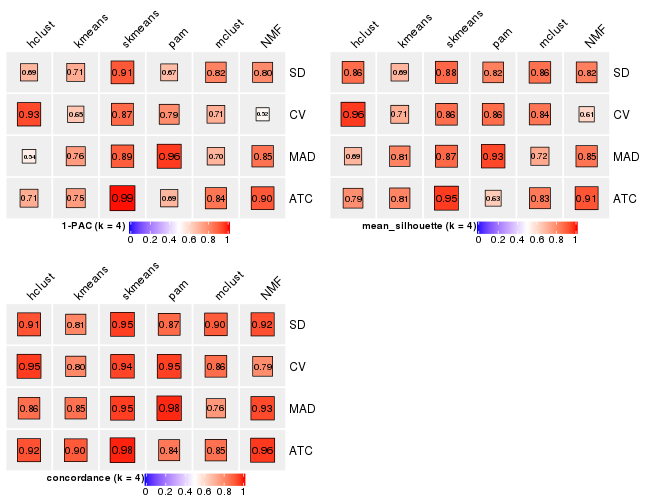 hclust kmeans skmeans pam mclust NMF
0.69 0.71 0.91 0.67 0.82 0.80 SD
0.93 0.65 0.87 0.79 0.71 0.52 CV
0.54 0.76 0.89 0.96 0.70 0.85 MAD
0.71 0.75 0.99 0.69 0.84 0.90 ATC
1-PAC (k = 4)
0 0.2 0.4 0.6 0.8 1
hclust kmeans skmeans pam mclust NMF
0.86 0.69 0.88 0.82 0.86 0.82 SD
0.96 0.71 0.86 0.86 0.84 0.61 CV
0.69 0.81 0.87 0.93 0.72 0.85 MAD
0.79 0.81 0.95 0.63 0.83 0.91 ATC
mean_silhouette (k = 4)
0 0.2 0.4 0.6 0.8 1
hclust kmeans skmeans pam mclust NMF
0.91 0.81 0.95 0.87 0.90 0.92 SD
0.95 0.80 0.94 0.95 0.86 0.79 CV
0.86 0.85 0.95 0.98 0.76 0.93 MAD
0.92 0.90 0.98 0.84 0.85 0.96 ATC
concordance (k = 4)
0 0.2 0.4 0.6 0.8 1